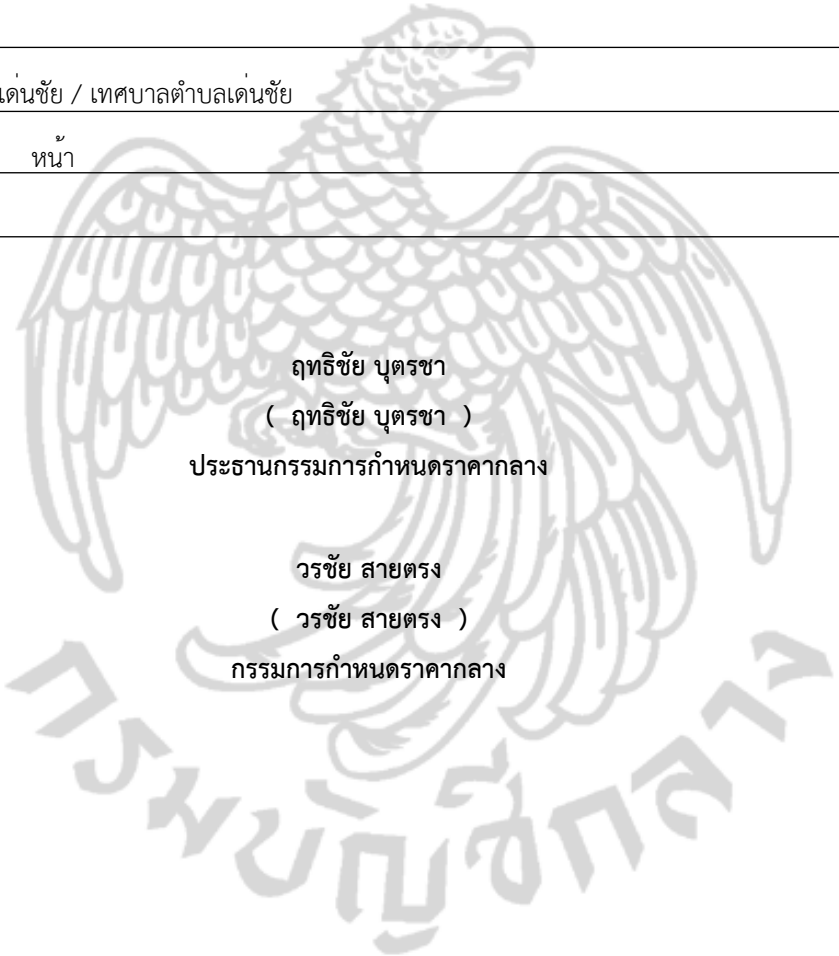 เด่นชัย / เทศบาลตำบลเด่นชัย
หน้า
ฤทธิชัย บุตรชา
( ฤทธิชัย บุตรชา )
ประธานกรรมการกำหนดราคากลาง
วรชัย สายตรง
( วรชัย สายตรง )
กรรมการกำหนดราคากลาง
กรมบัญชีกลาง